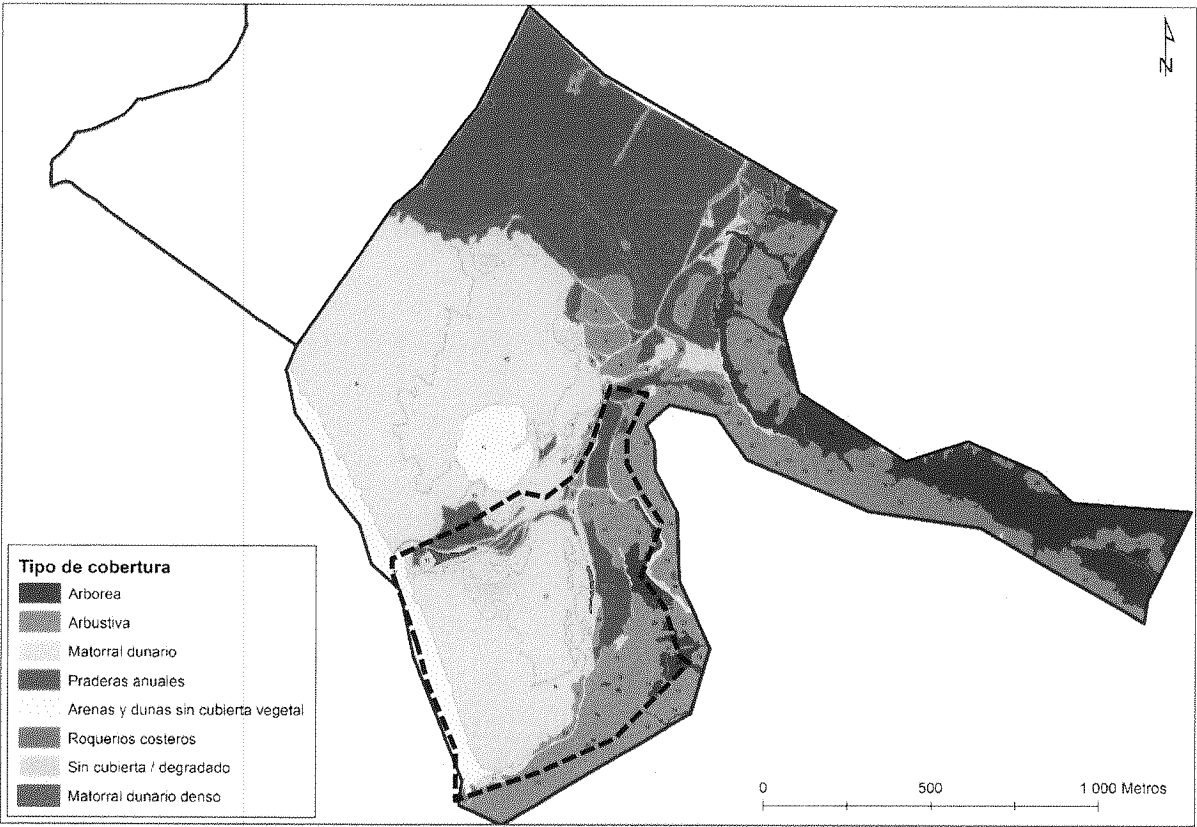 N
Tipo de cobertura
Arborea
Arbustiva
Matorral dunario
Praderas anuales
Arenas y dunas sin cubierta vegetal
Roquerios costeros
Sin cubierta / degradado
Matorral dunario denso
0 500 1 000 Metros